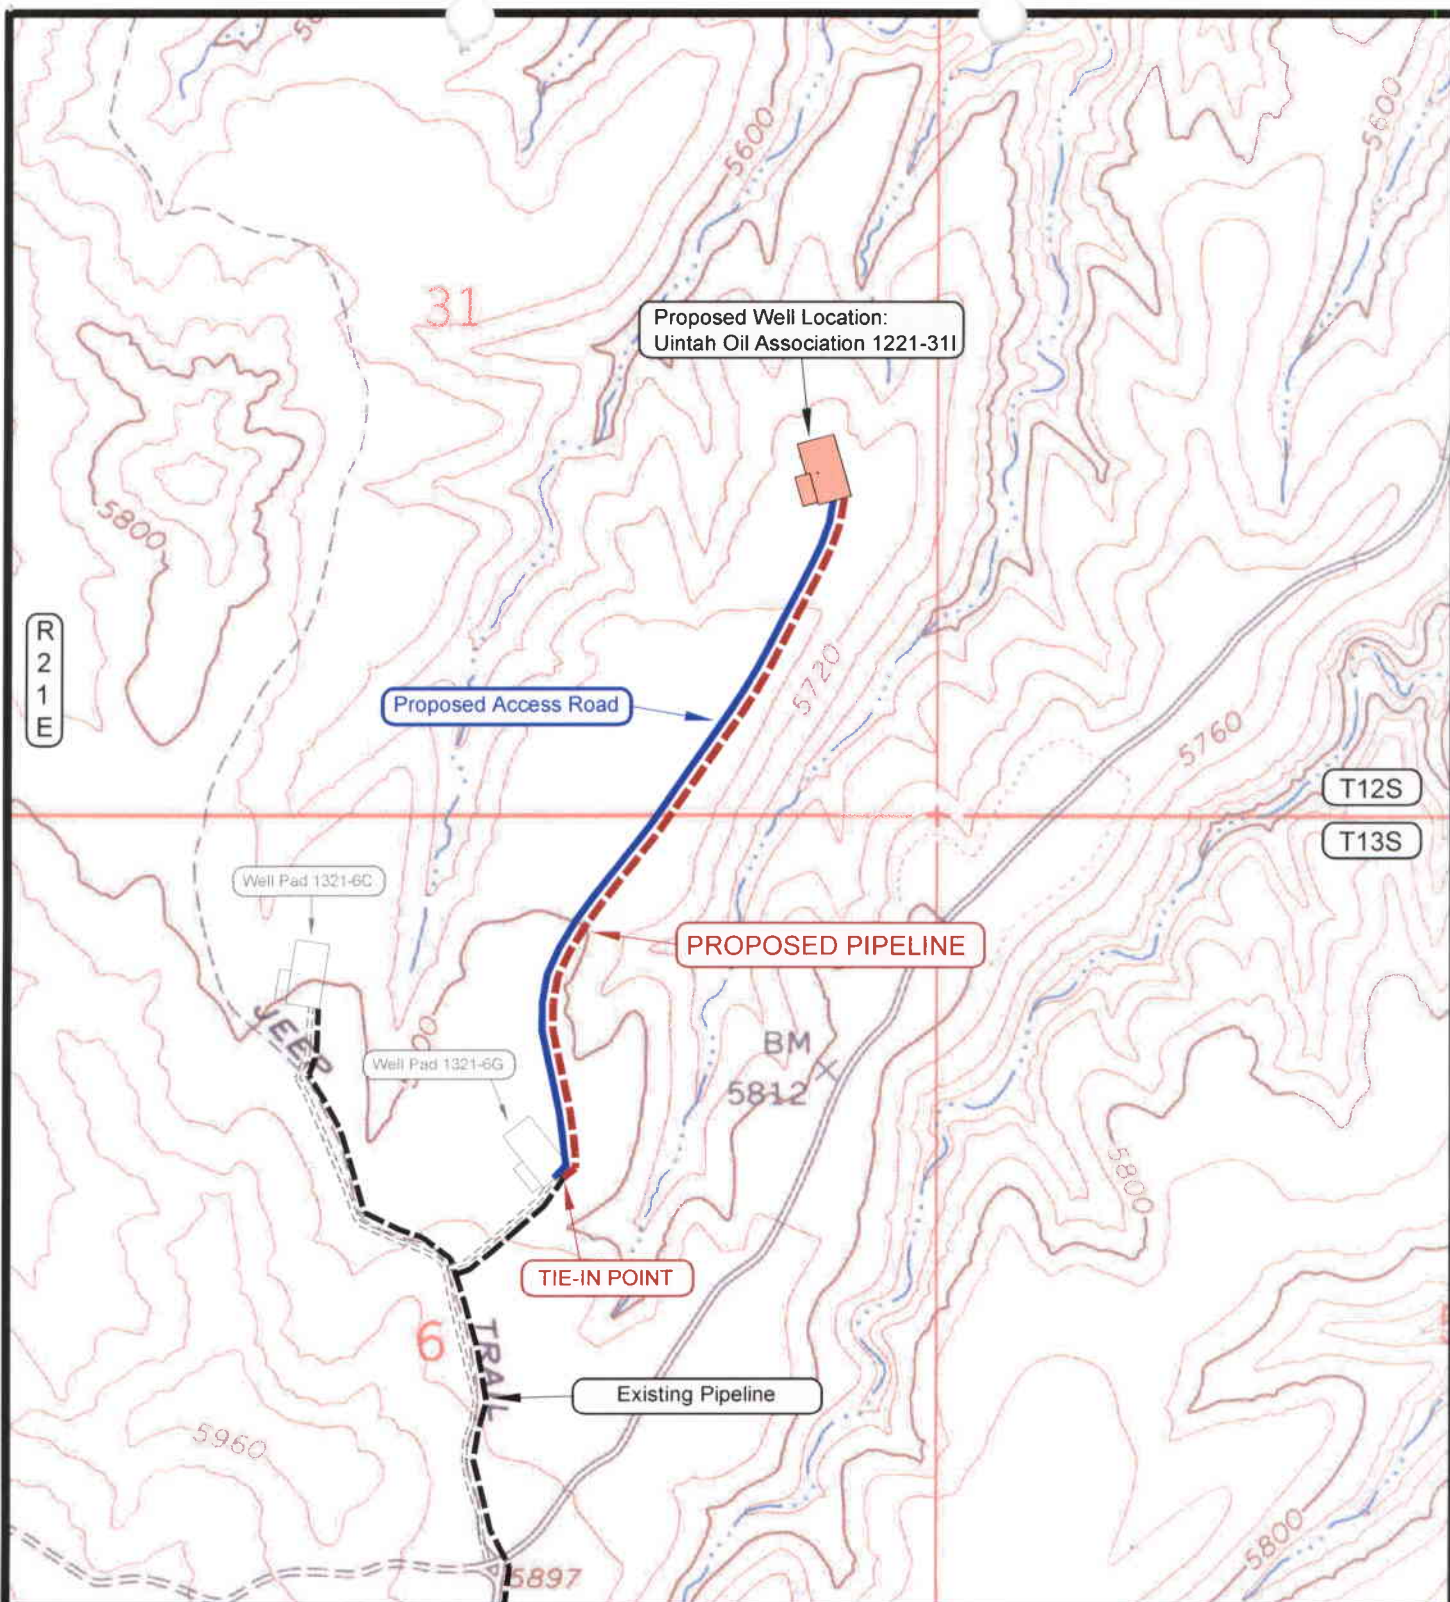 5600
5600
31
Proposed Well Location:
Uintah Oil Association 1221-31I
5800
R
2
1
E
5720
Proposed Access Road
5760
T12S
T13S
Well Pad 1321-6C
PROPOSED PIPELINE
JEEP
BM
5812
Well Pad 1321-6G
5800
TIE-IN POINT
6
TRAIL
Existing Pipeline
5960
5800
5897